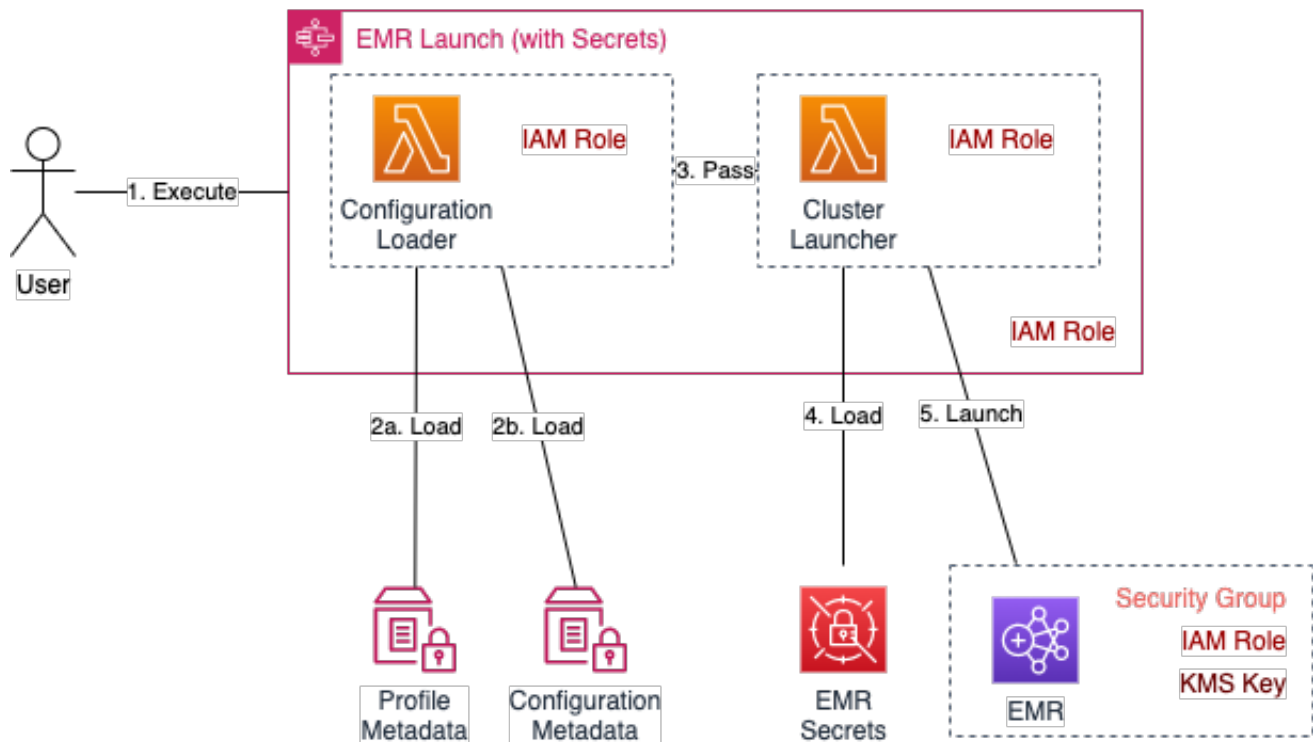 EMR Launch (with Secrets)
IAM Role
IAM Role
3. Pass
1. Execute
Configuration
Loader
Cluster
Launcher
User
IAM Role
2a. Load
2b. Load
4. Load
5. Launch
Security Group
IAM Role
KMS Key
Profile
Metadata
Configuration
Metadata
EMR
Secrets
EMR